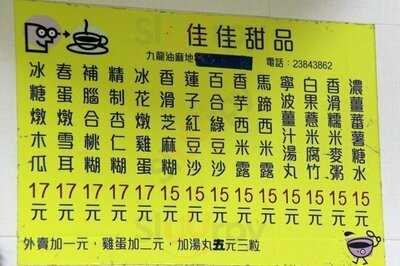 佳佳甜品
九龍油麻地
電話：23842862
冰糖燉木瓜 17元
春蛋燉雪耳 17元
補腦合桃糊 17元
精制杏仁糊 17元
冰花燉雞蛋 17元
香滑芝麻糊 15元
蓮子紅豆沙 15元
百合綠豆沙 15元
香芋西米露 15元
馬蹄西米露 15元
寧波薑汁湯丸 15元
白果薏米腐竹 15元
香滑糯米麥粥 15元
濃薑蕃薯糖水 15元
外賣加一元，雞蛋加二元，加湯丸五元三粒